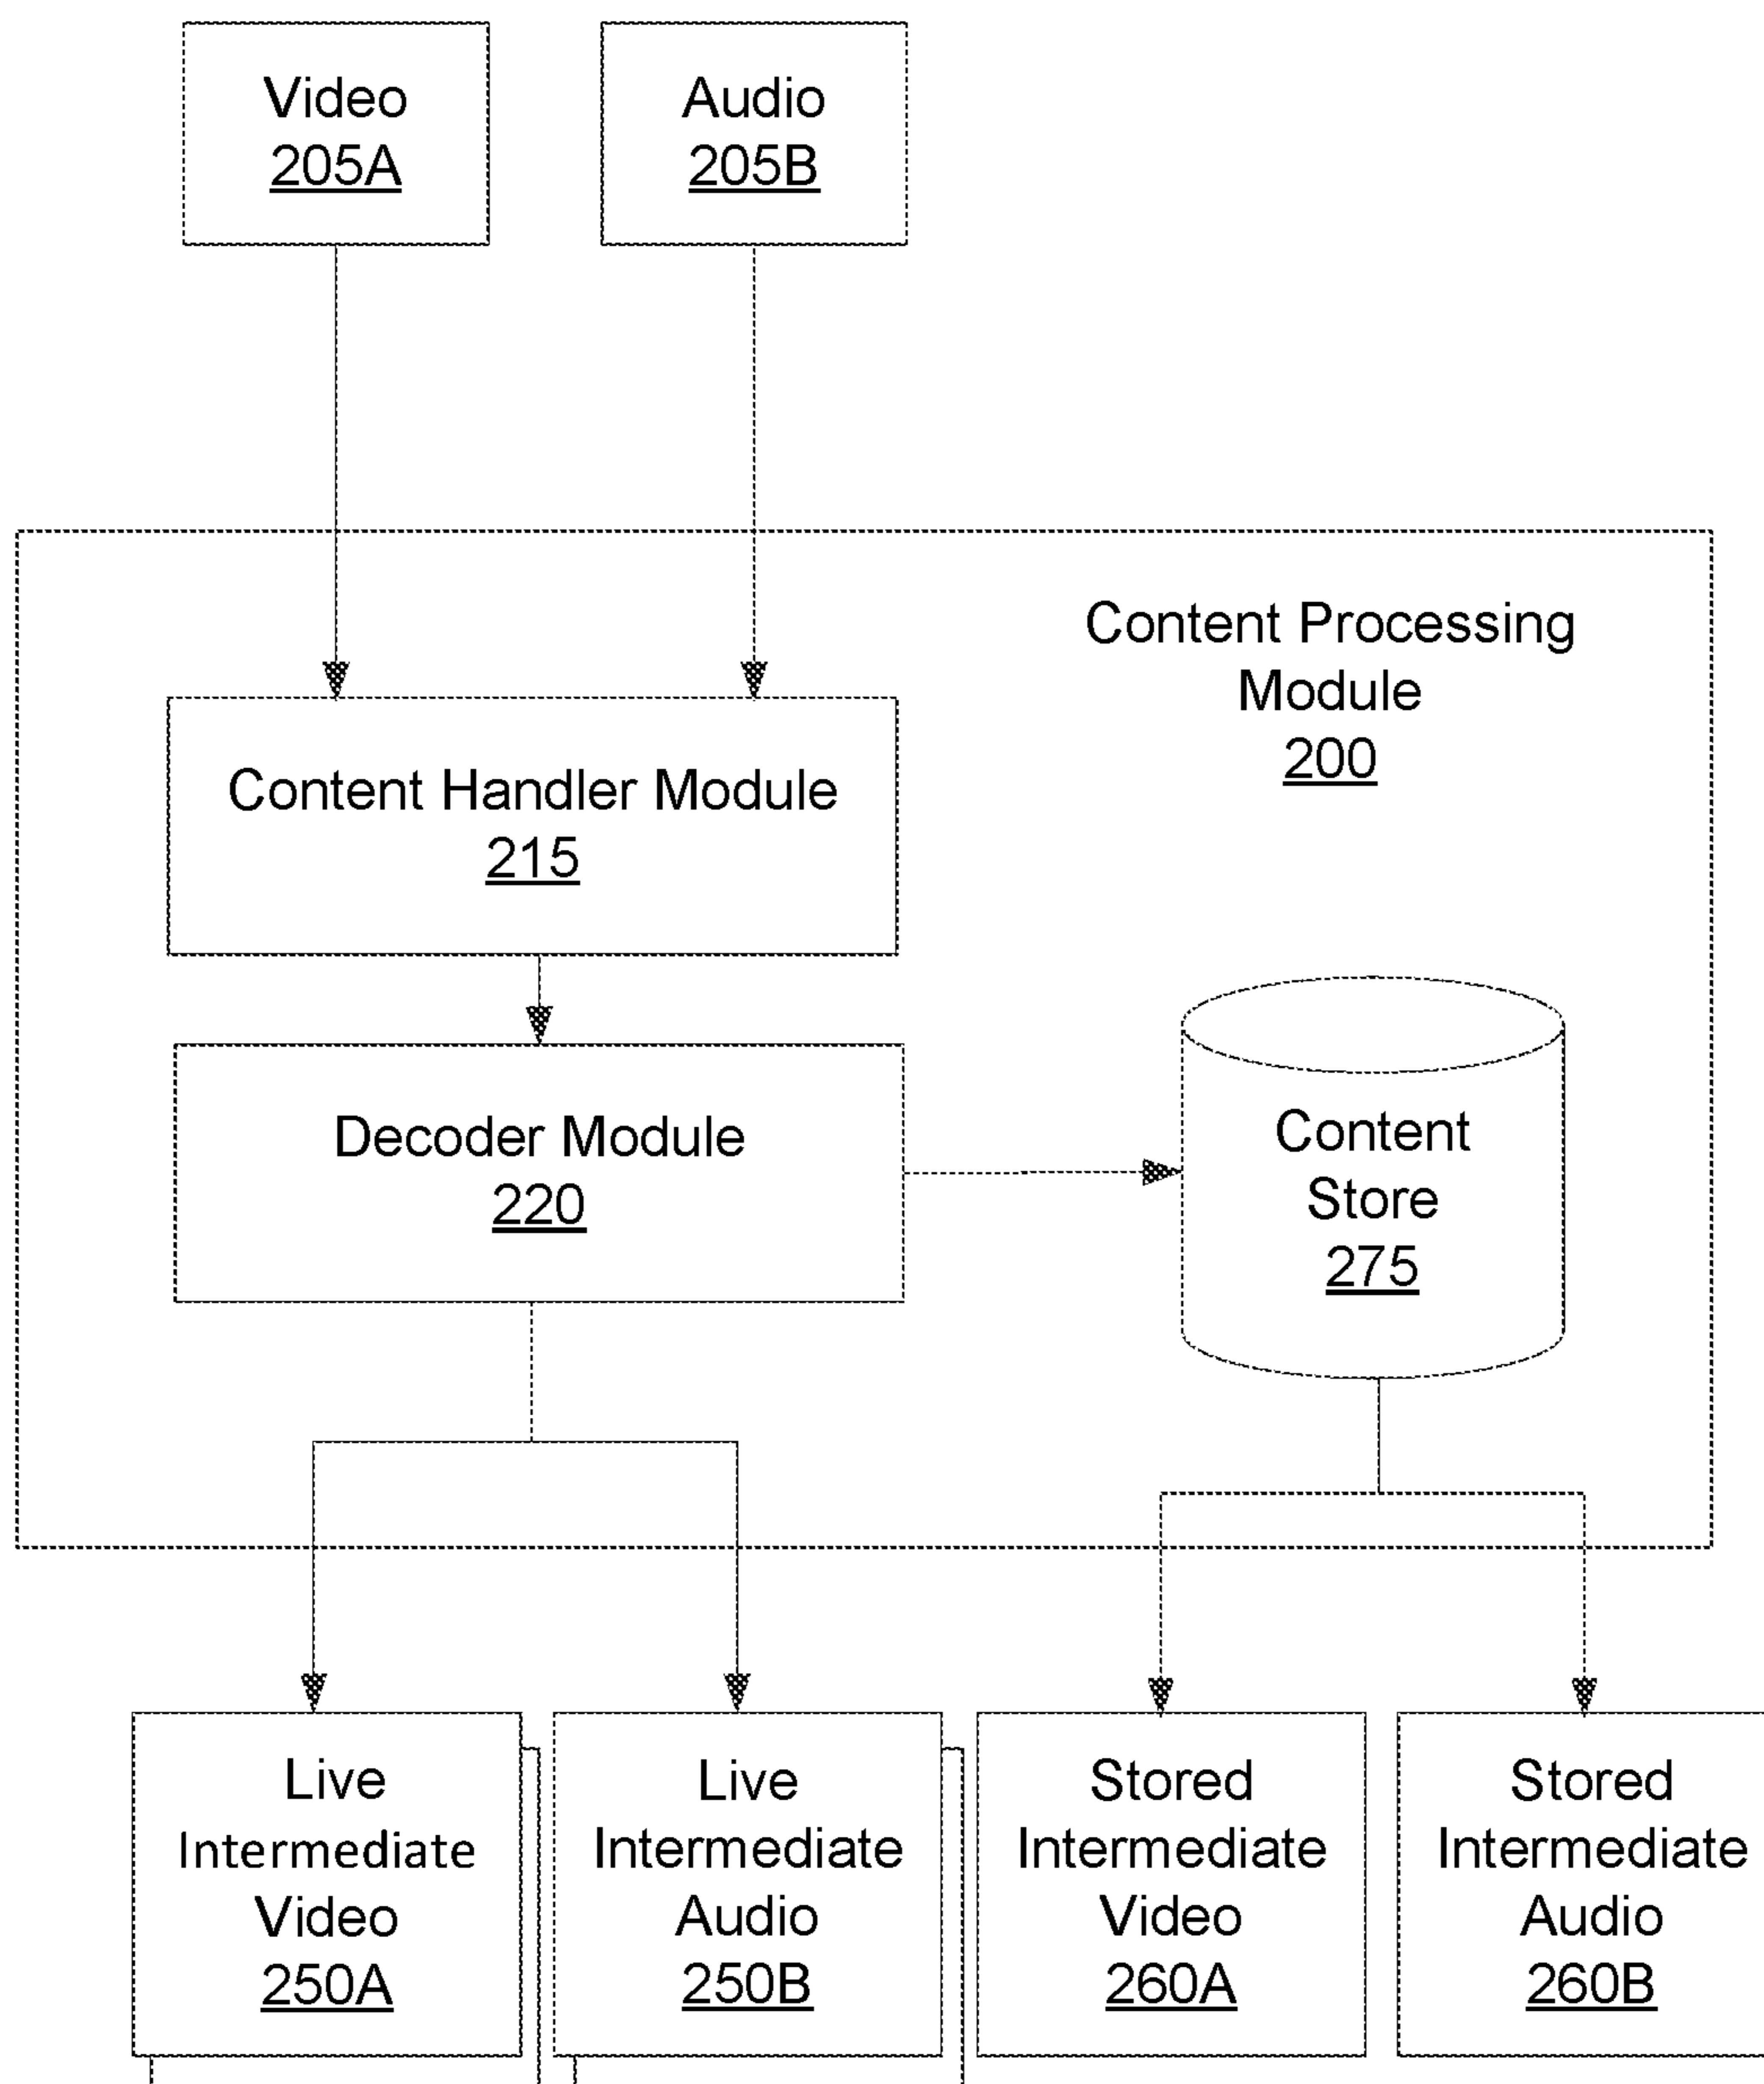 Video
205A
Audio
205B
Content Processing
Module
200
Content Handler Module
215
Decoder Module
220
Content
Store
275
Live
Intermediate
Video
250A
Live
Intermediate
Audio
250B
Stored
Intermediate
Video
260A
Stored
Intermediate
Audio
260B